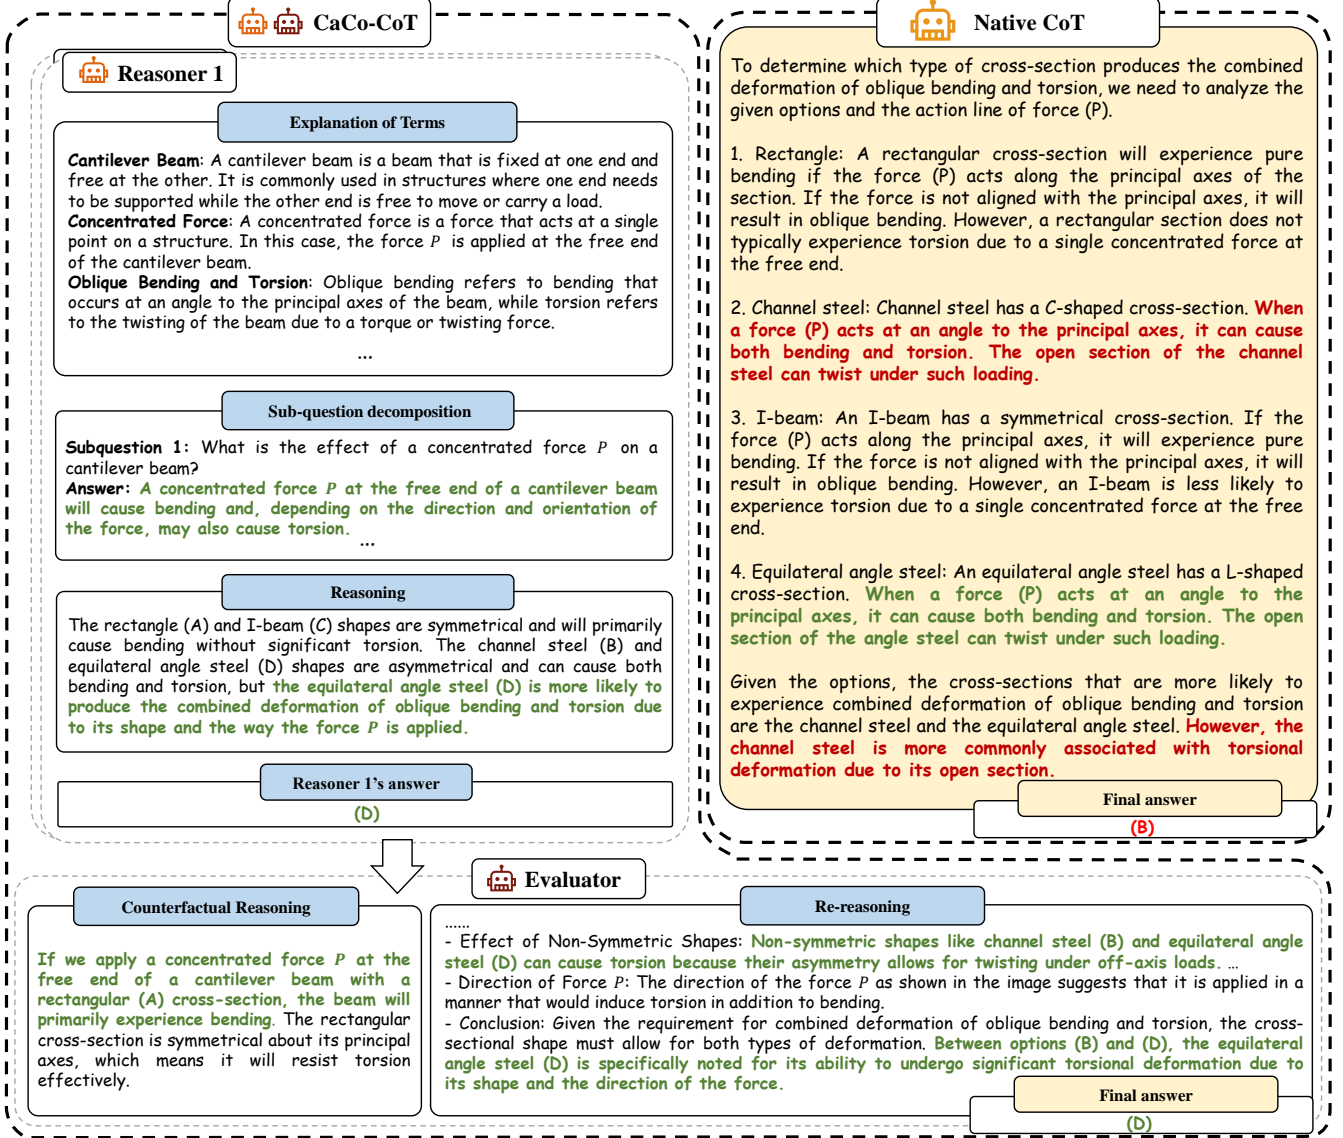 CaCo-CoT
Reasoner 1
Explanation of Terms
Cantilever Beam: A cantilever beam is a beam that is fixed at one end and
free at the other. It is commonly used in structures where one end needs
to be supported while the other end is free to move or carry a load.
Concentrated Force: A concentrated force is a force that acts at a single
point on a structure. In this case, the force P is applied at the free end
of the cantilever beam.
Oblique Bending and Torsion: Oblique bending refers to bending that
occurs at an angle to the principal axes of the beam, while torsion refers
to the twisting of the beam due to a torque or twisting force.
...
Sub-question decomposition
Subquestion 1: What is the effect of a concentrated force P on a
cantilever beam?
Answer: A concentrated force P at the free end of a cantilever beam
will cause bending and, depending on the direction and orientation of
the force, may also cause torsion.
...
Reasoning
The rectangle (A) and I-beam (C) shapes are symmetrical and will primarily
cause bending without significant torsion. The channel steel (B) and
equilateral angle steel (D) shapes are asymmetrical and can cause both
bending and torsion, but the equilateral angle steel (D) is more likely to
produce the combined deformation of oblique bending and torsion due
to its shape and the way the force P is applied.
Reasoner 1's answer
(D)
Native CoT
To determine which type of cross-section produces the combined
deformation of oblique bending and torsion, we need to analyze the
given options and the action line of force (P).
1. Rectangle: A rectangular cross-section will experience pure
bending if the force (P) acts along the principal axes of the
section. If the force is not aligned with the principal axes, it will
result in oblique bending. However, a rectangular section does not
typically experience torsion due to a single concentrated force at
the free end.
2. Channel steel: Channel steel has a C-shaped cross-section. When
a force (P) acts at an angle to the principal axes, it can cause
both bending and torsion. The open section of the channel
steel can twist under such loading.
3. I-beam: An I-beam has a symmetrical cross-section. If the
force (P) acts along the principal axes, it will experience pure
bending. If the force is not aligned with the principal axes, it will
result in oblique bending. However, an I-beam is less likely to
experience torsion due to a single concentrated force at the free
end.
4. Equilateral angle steel: An equilateral angle steel has a L-shaped
cross-section. When a force (P) acts at an angle to the
principal axes, it can cause both bending and torsion. The open
section of the angle steel can twist under such loading.
Given the options, the cross-sections that are more likely to
experience combined deformation of oblique bending and torsion
are the channel steel and the equilateral angle steel. However, the
channel steel is more commonly associated with torsional
deformation due to its open section.
Final answer
(B)
Evaluator
Counterfactual Reasoning
If we apply a concentrated force P at the
free end of a cantilever beam with a
rectangular (A) cross-section, the beam will
primarily experience bending. The rectangular
cross-section is symmetrical about its principal
axes, which means it will resist torsion
effectively.
Re-reasoning
......
- Effect of Non-Symmetric Shapes: Non-symmetric shapes like channel steel (B) and equilateral angle
steel (D) can cause torsion because their asymmetry allows for twisting under off-axis loads. ...
- Direction of Force P: The direction of the force P as shown in the image suggests that it is applied in a
manner that would induce torsion in addition to bending.
- Conclusion: Given the requirement for combined deformation of oblique bending and torsion, the cross-
sectional shape must allow for both types of deformation. Between options (B) and (D), the equilateral
angle steel (D) is specifically noted for its ability to undergo significant torsional deformation due to
its shape and the direction of the force.
Final answer
(D)